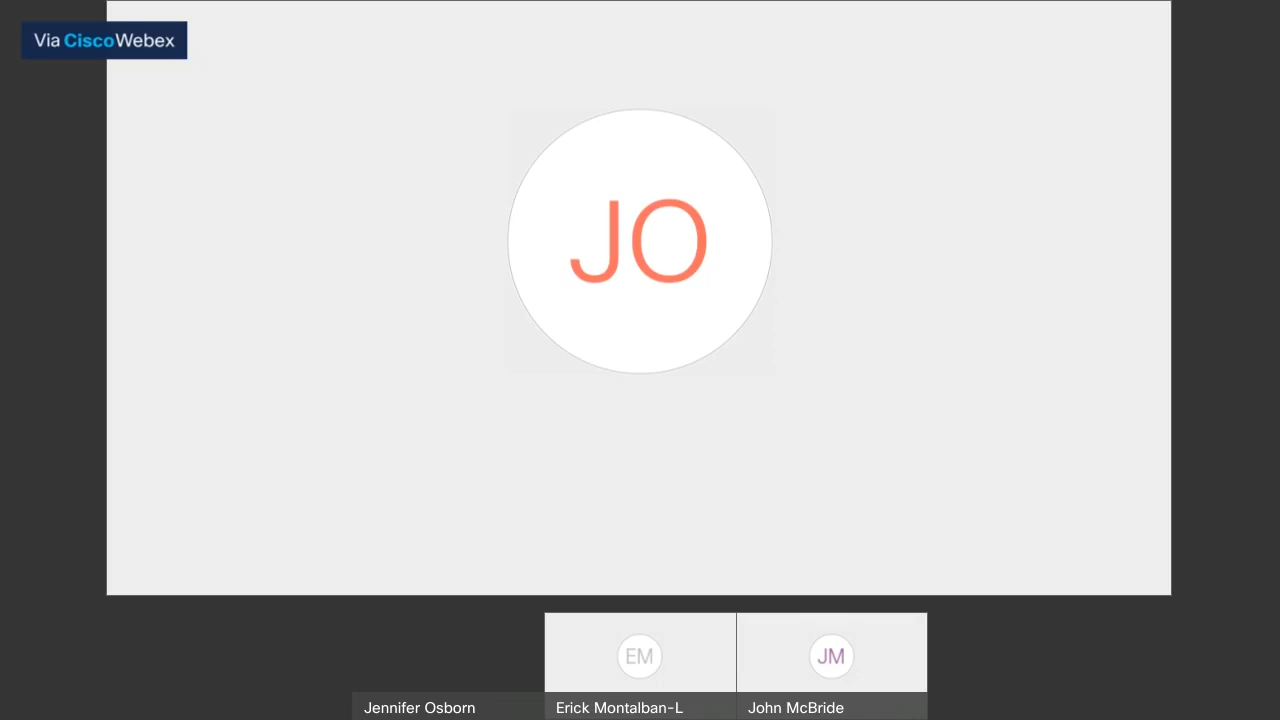 Via CiscoWebex
JO
EM
JM
Jennifer Osborn
Erick Montalban-L
John McBride